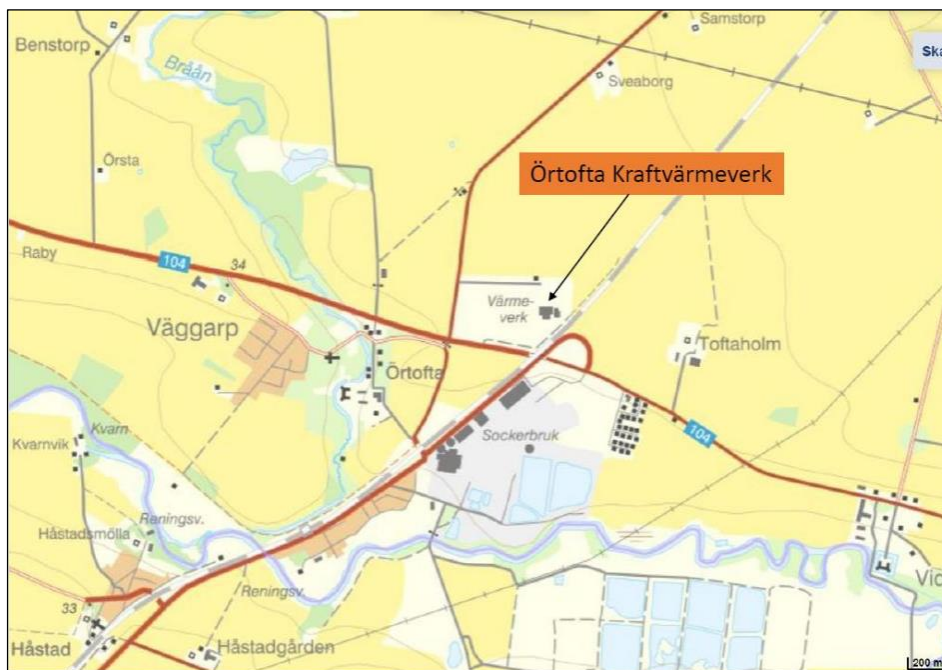 Samstorp
Benstorp
Ska
Bråån
Sveaborg
Örsta
Örtofta Kraftvärmeverk
Raby
104
34
Värme-
verk
Väggarp
Toftaholm
Örtofta
Kvarnvik
Kvarn
Sockerbruk
104
Reningsv.
Håstadsmölla
Vid
Reningsv.
33
Håstad
Håstadgården
200 m